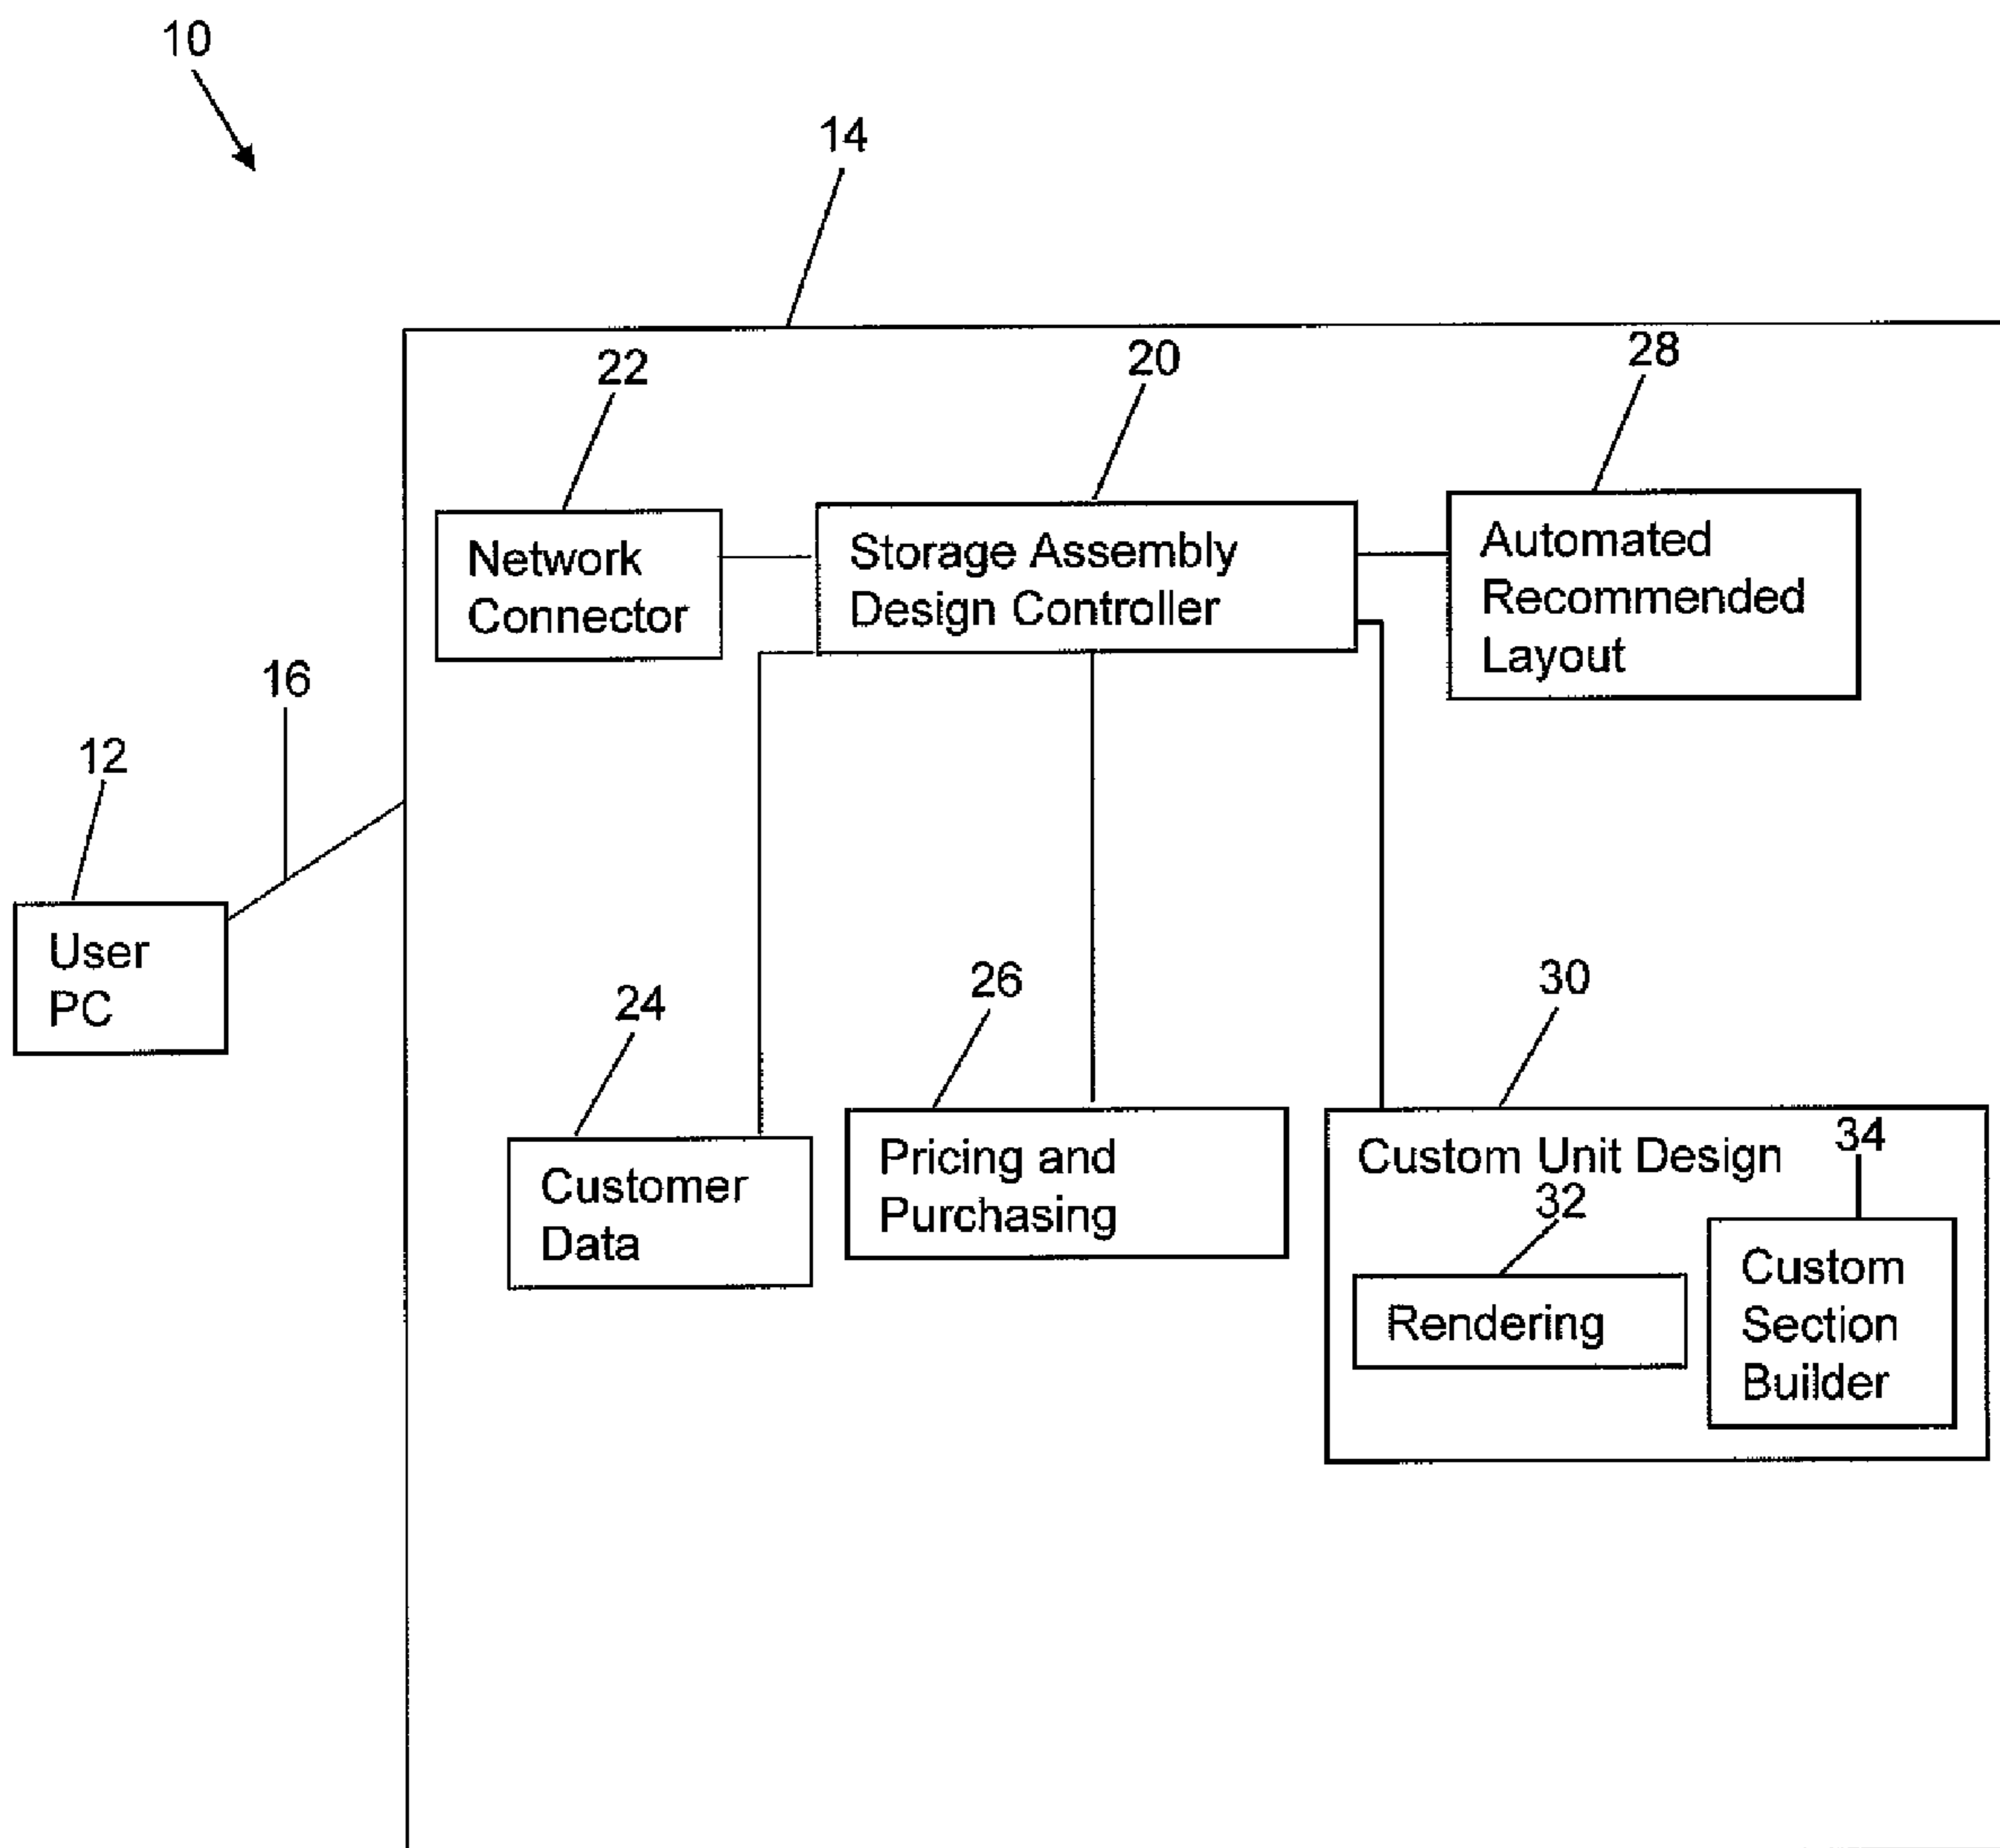 10
14
22
20
28
Network
Connector
Storage Assembly
Design Controller
Automated
Recommended
Layout
16
12
User
PC
24
26
30
Customer
Data
Pricing and
Purchasing
Custom Unit Design
34
32
Rendering
Custom
Section
Builder